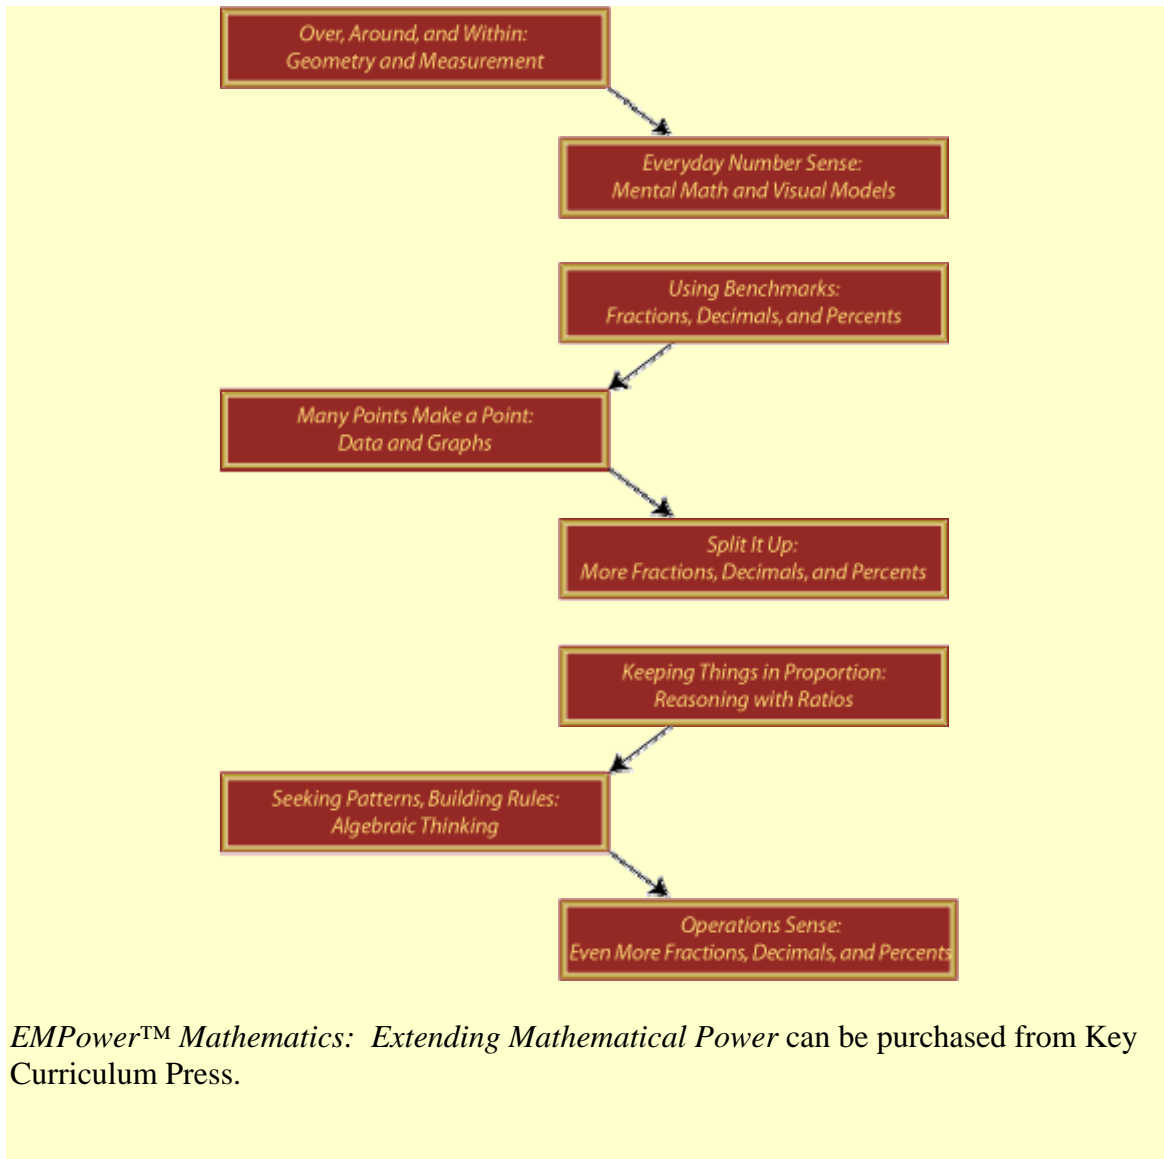 Over, Around, and Within:
Geometry and Measurement
Everyday Number Sense:
Mental Math and Visual Models
Using Benchmarks:
Fractions, Decimals, and Percents
Many Points Make a Point:
Data and Graphs
Split It Up:
More Fractions, Decimals, and Percents
Keeping Things in Proportion:
Reasoning with Ratios
Seeking Patterns, Building Rules:
Algebraic Thinking
Operations Sense:
Even More Fractions, Decimals, and Percents
EMPower™ Mathematics:  Extending Mathematical Power can be purchased from Key
Curriculum Press.